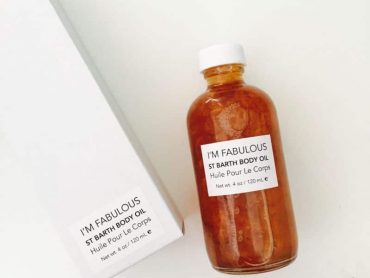 I'M FABULOUS
ST BARTH BODY OIL
Huile Pour Le Corps
Net wt. 4 oz / 120 mL ℮
I'M FABULOUS
ST BARTH BODY OIL
Huile Pour Le Corps
Net wt. 4 oz / 120 mL ℮